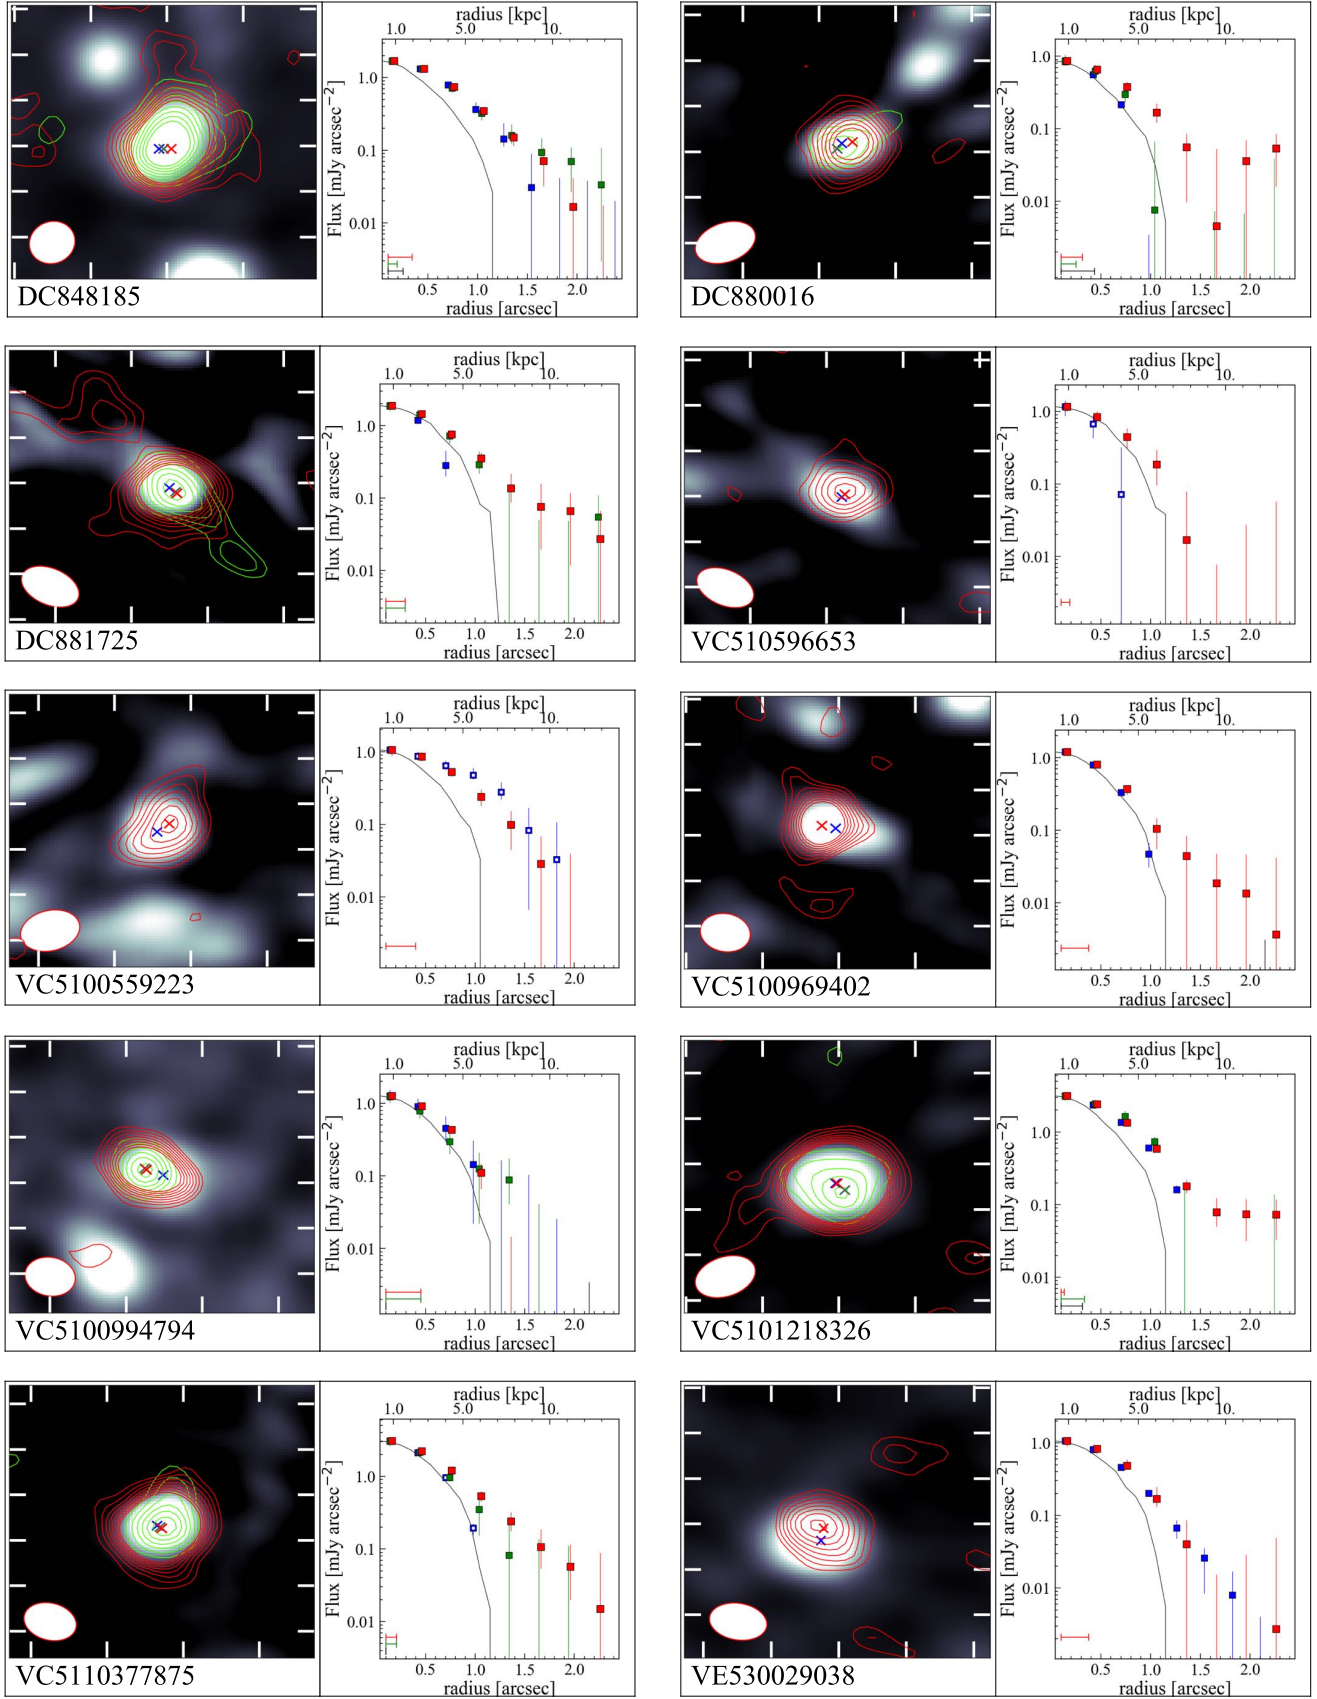 radius [kpc]
1.0 5.0 10.
Flux [mJy arcsec−2]
1.0
0.1
0.01
0.5 1.0 1.5 2.0
radius [arcsec]
DC848185
radius [kpc]
1.0 5.0 10.
Flux [mJy arcsec−2]
1.0
0.1
0.01
0.5 1.0 1.5 2.0
radius [arcsec]
DC880016
radius [kpc]
1.0 5.0 10.
Flux [mJy arcsec−2]
1.0
0.1
0.01
0.5 1.0 1.5 2.0
radius [arcsec]
DC881725
radius [kpc]
1.0 5.0 10.
Flux [mJy arcsec−2]
1.0
0.1
0.01
0.5 1.0 1.5 2.0
radius [arcsec]
VC510596653
radius [kpc]
1.0 5.0 10.
Flux [mJy arcsec−2]
1.0
0.1
0.01
0.5 1.0 1.5 2.0
radius [arcsec]
VC5100559223
radius [kpc]
1.0 5.0 10.
Flux [mJy arcsec−2]
1.0
0.1
0.01
0.5 1.0 1.5 2.0
radius [arcsec]
VC5100969402
radius [kpc]
1.0 5.0 10.
Flux [mJy arcsec−2]
1.0
0.1
0.01
0.5 1.0 1.5 2.0
radius [arcsec]
VC5100994794
radius [kpc]
1.0 5.0 10.
Flux [mJy arcsec−2]
1.0
0.1
0.01
0.5 1.0 1.5 2.0
radius [arcsec]
VC5101218326
radius [kpc]
1.0 5.0 10.
Flux [mJy arcsec−2]
1.0
0.1
0.01
0.5 1.0 1.5 2.0
radius [arcsec]
VC5110377875
radius [kpc]
1.0 5.0 10.
Flux [mJy arcsec−2]
1.0
0.1
0.01
0.5 1.0 1.5 2.0
radius [arcsec]
VE530029038